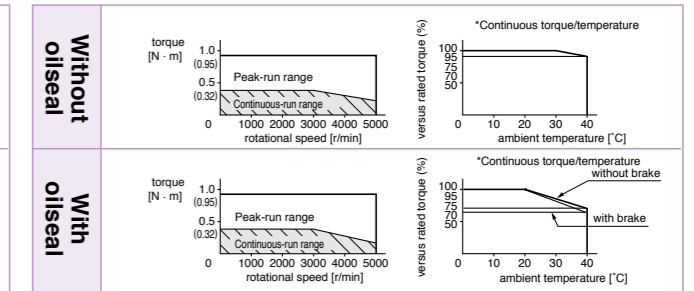 Without
oilseal
torque
[N · m]
1.0
(0.95)
0.5
(0.32)
Peak-run range
Continuous-run range
0 1000 2000 3000 4000 5000
rotational speed [r/min]
*Continuous torque/temperature
versus rated torque (%)
100
95
75
50
0 10 20 30 40
ambient temperature [˚C]
With
oilseal
torque
[N · m]
1.0
(0.95)
0.5
(0.32)
Peak-run range
Continuous-run range
0 1000 2000 3000 4000 5000
rotational speed [r/min]
*Continuous torque/temperature
without brake
versus rated torque (%)
100
95
75
70
50
with brake
0 10 20 30 40
ambient temperature [˚C]